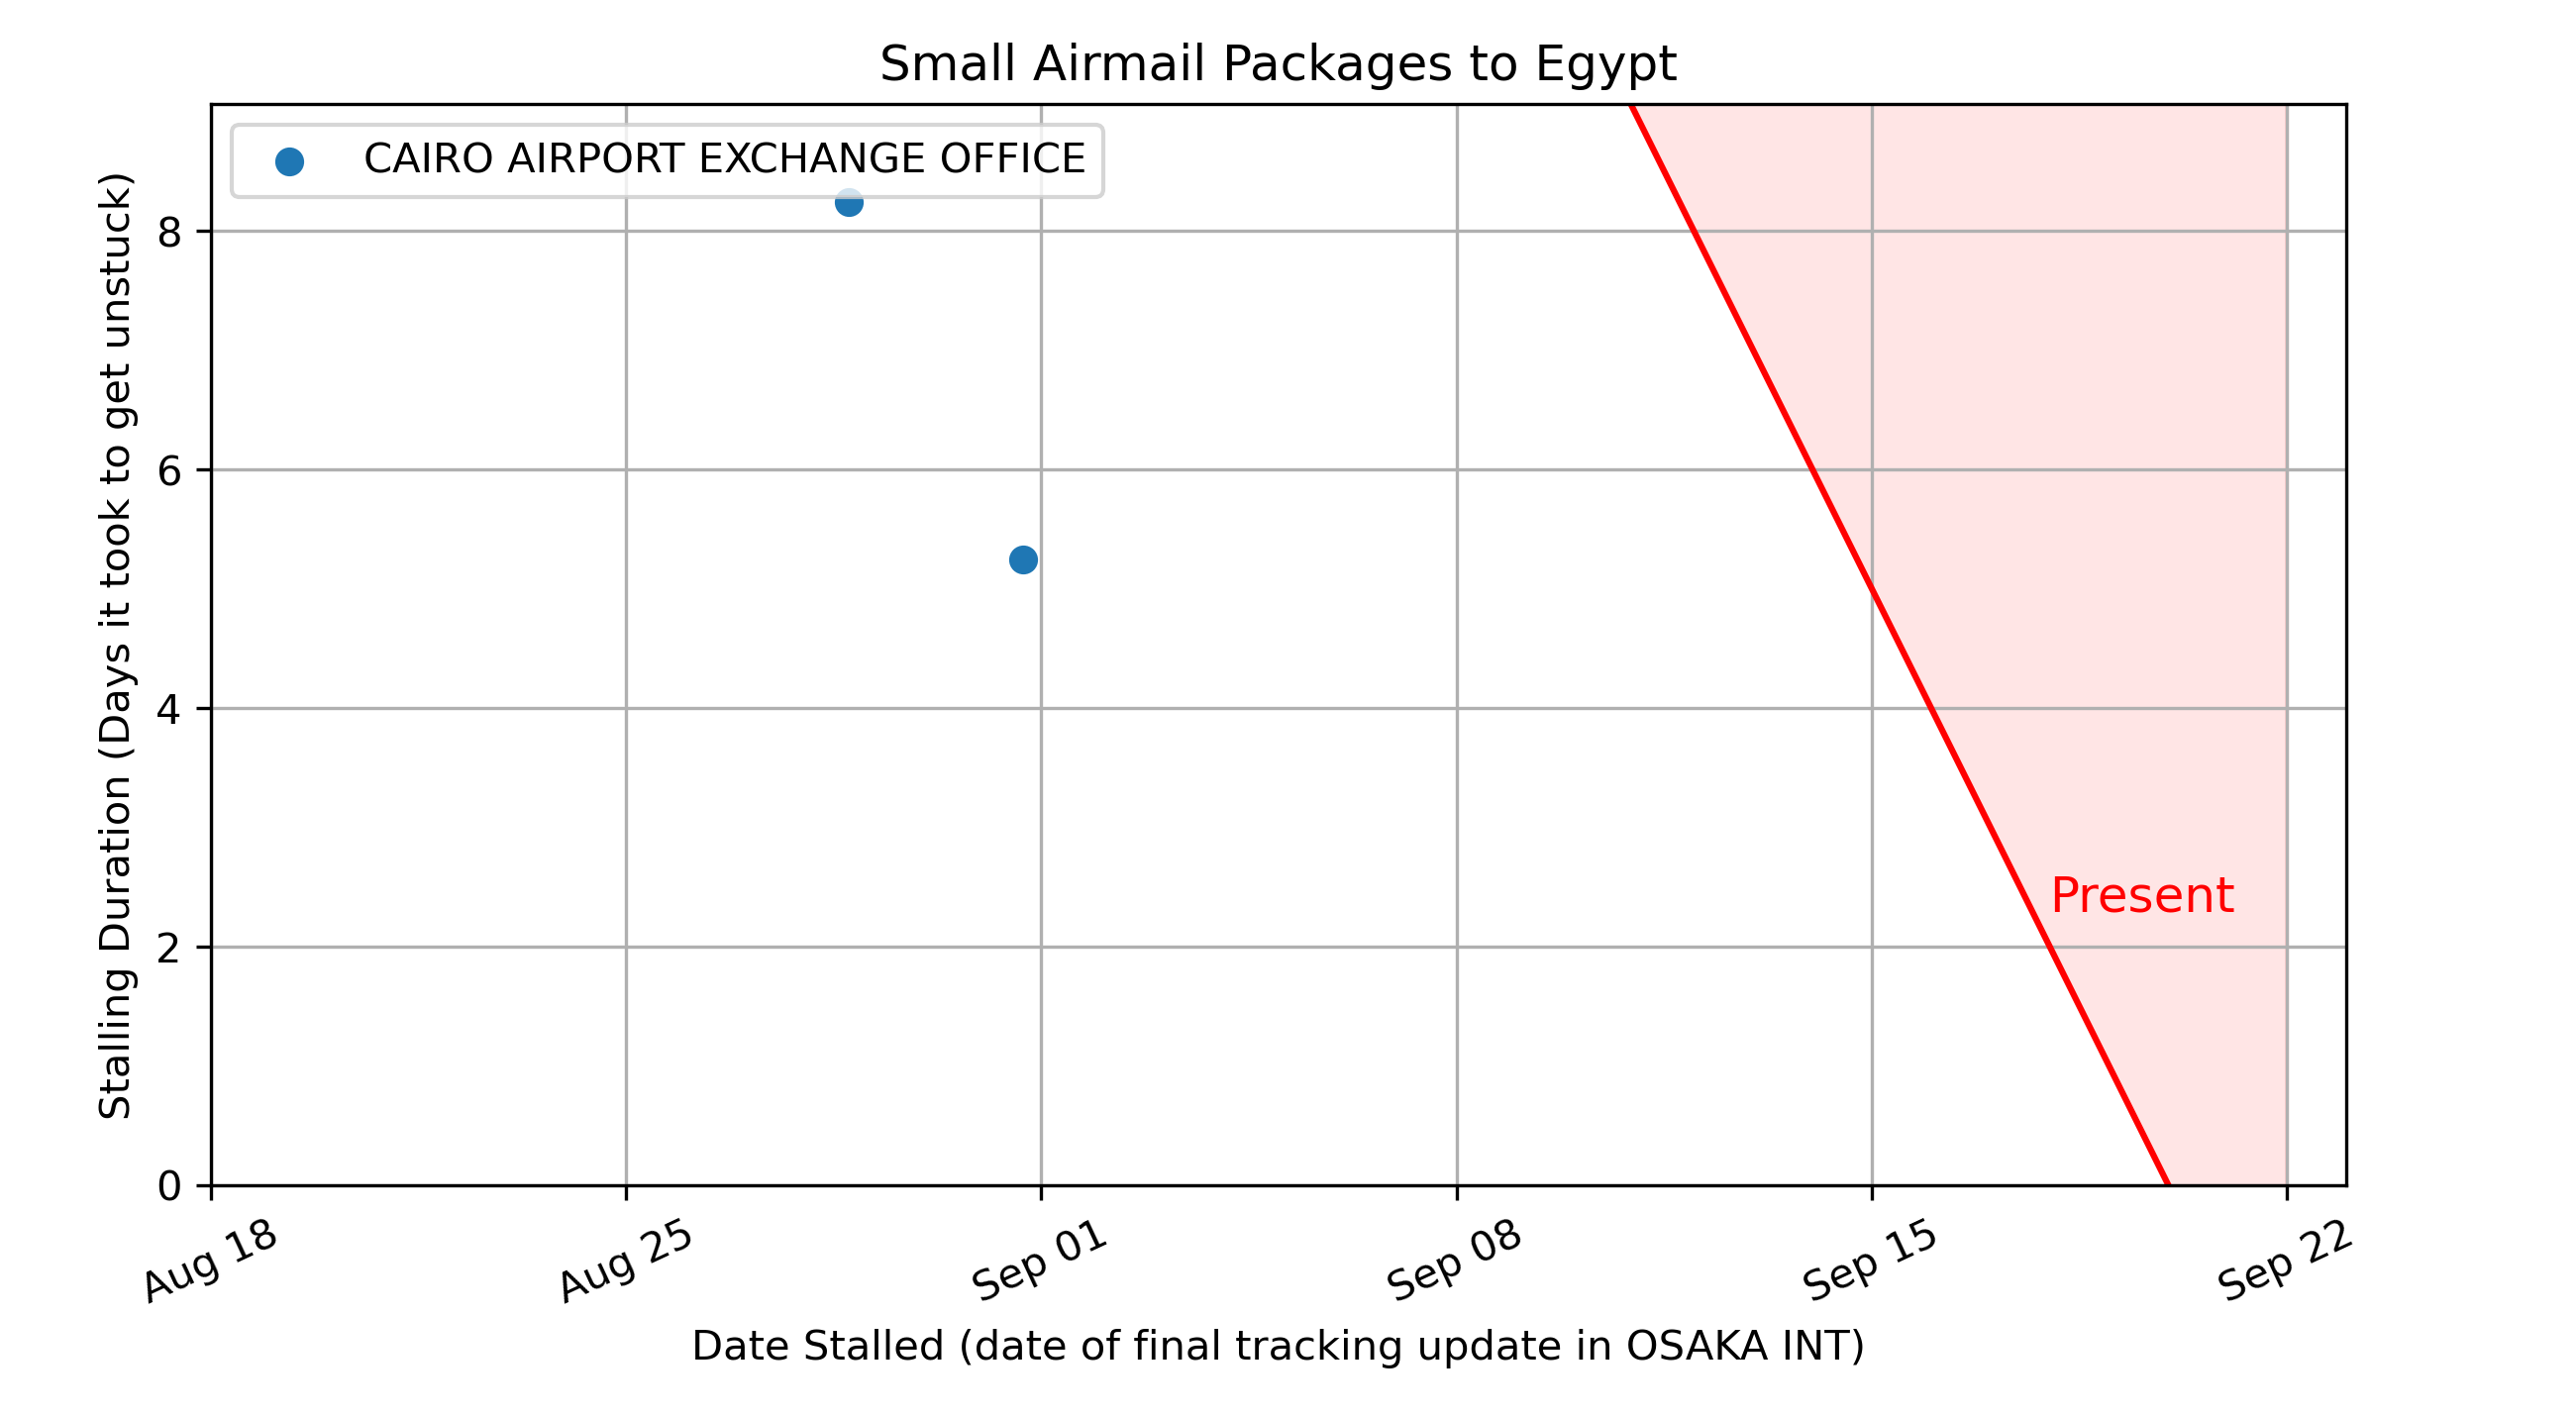 Small Airmail Packages to Egypt
CAIRO AIRPORT EXCHANGE OFFICE
Stalling Duration (Days it took to get unstuck)
8
6
4
2
0
Present
Aug 18
Aug 25
Sep 01
Sep 08
Sep 15
Sep 22
Date Stalled (date of final tracking update in OSAKA INT)